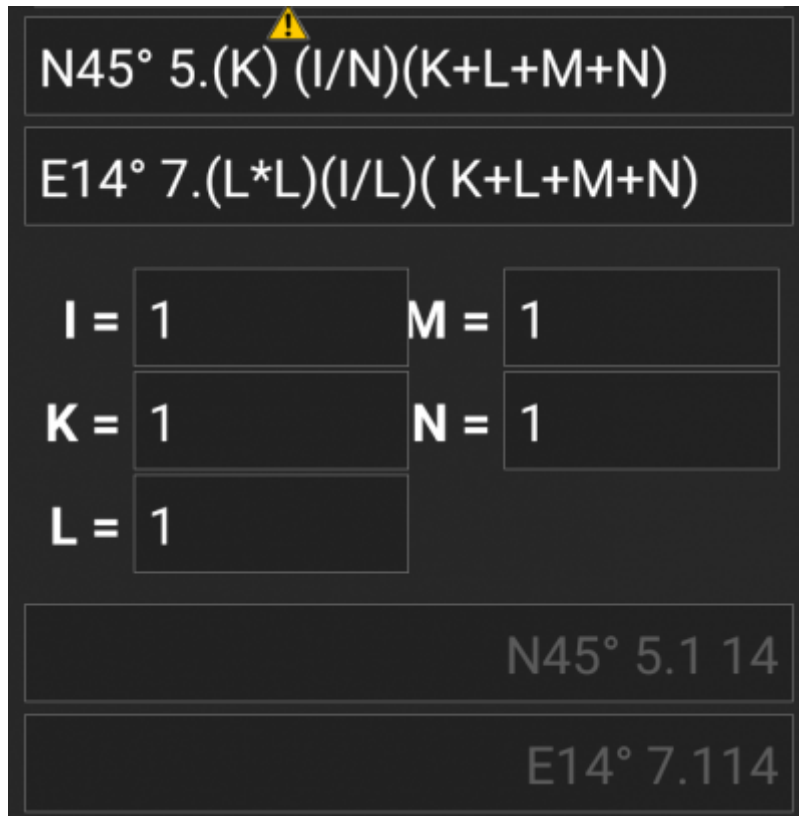 N45° 5.(K) (I/N)(K+L+M+N)
E14° 7.(L*L)(I/L)( K+L+M+N)
I = 1 M = 1
K = 1 N = 1
L = 1
N45° 5.1 14
E14° 7.114